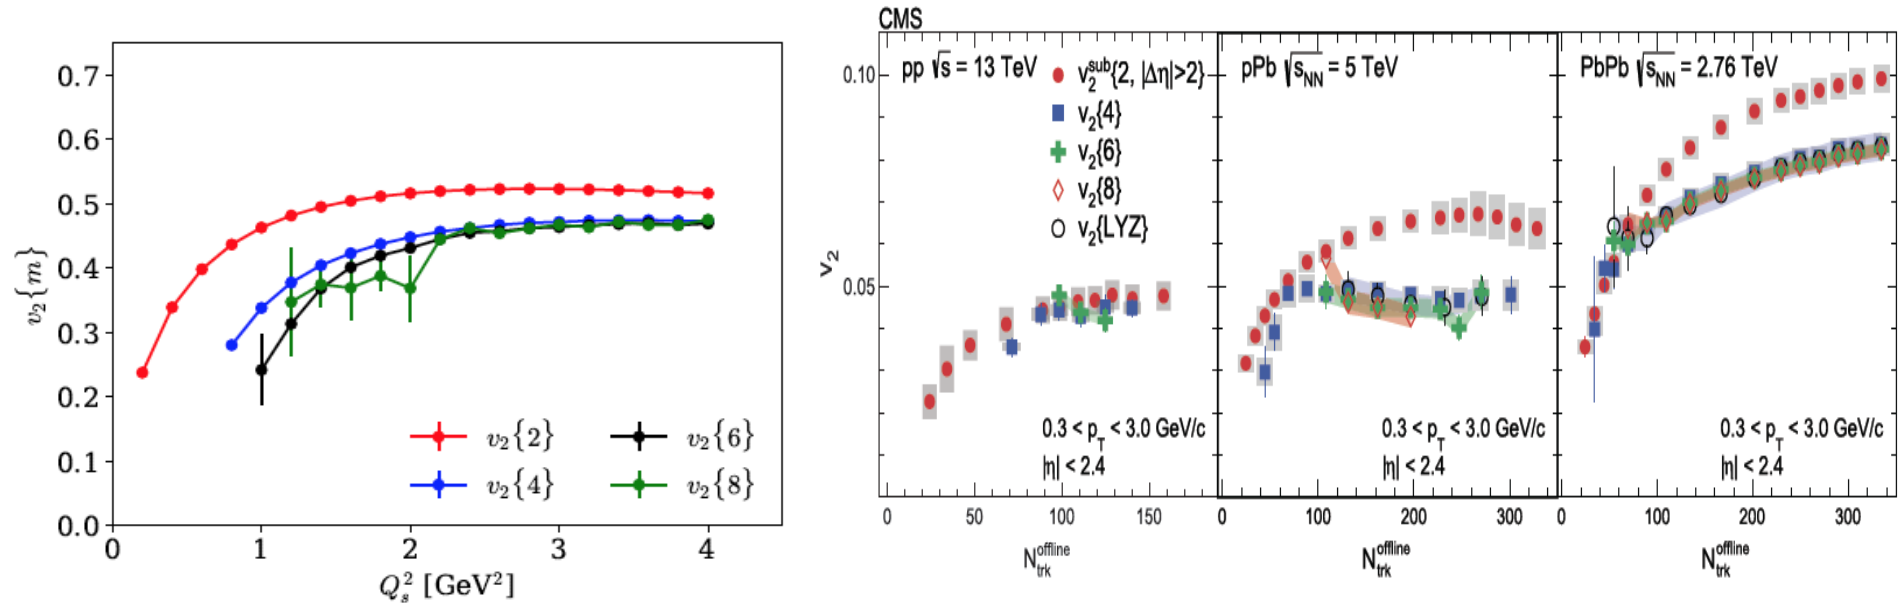 0.7
0.6
0.5
0.4
0.3
0.2
0.1
0.0
v₂{m}
v₂{2}
v₂{4}
v₂{6}
v₂{8}
0 1 2 3 4
Qₛ² [GeV²]
CMS
pp √s = 13 TeV
v₂^sub{2, |Δη|>2}
v₂{4}
v₂{6}
v₂{8}
v₂{LYZ}
0.10
0.05
v₂
0.3 < p_T < 3.0 GeV/c
|η| < 2.4
0 50 100 150
N_trk^offline
pPb √s_NN = 5 TeV
0.3 < p_T < 3.0 GeV/c
|η| < 2.4
0 100 200 300
N_trk^offline
PbPb √s_NN = 2.76 TeV
0.3 < p_T < 3.0 GeV/c
|η| < 2.4
0 100 200 300
N_trk^offline